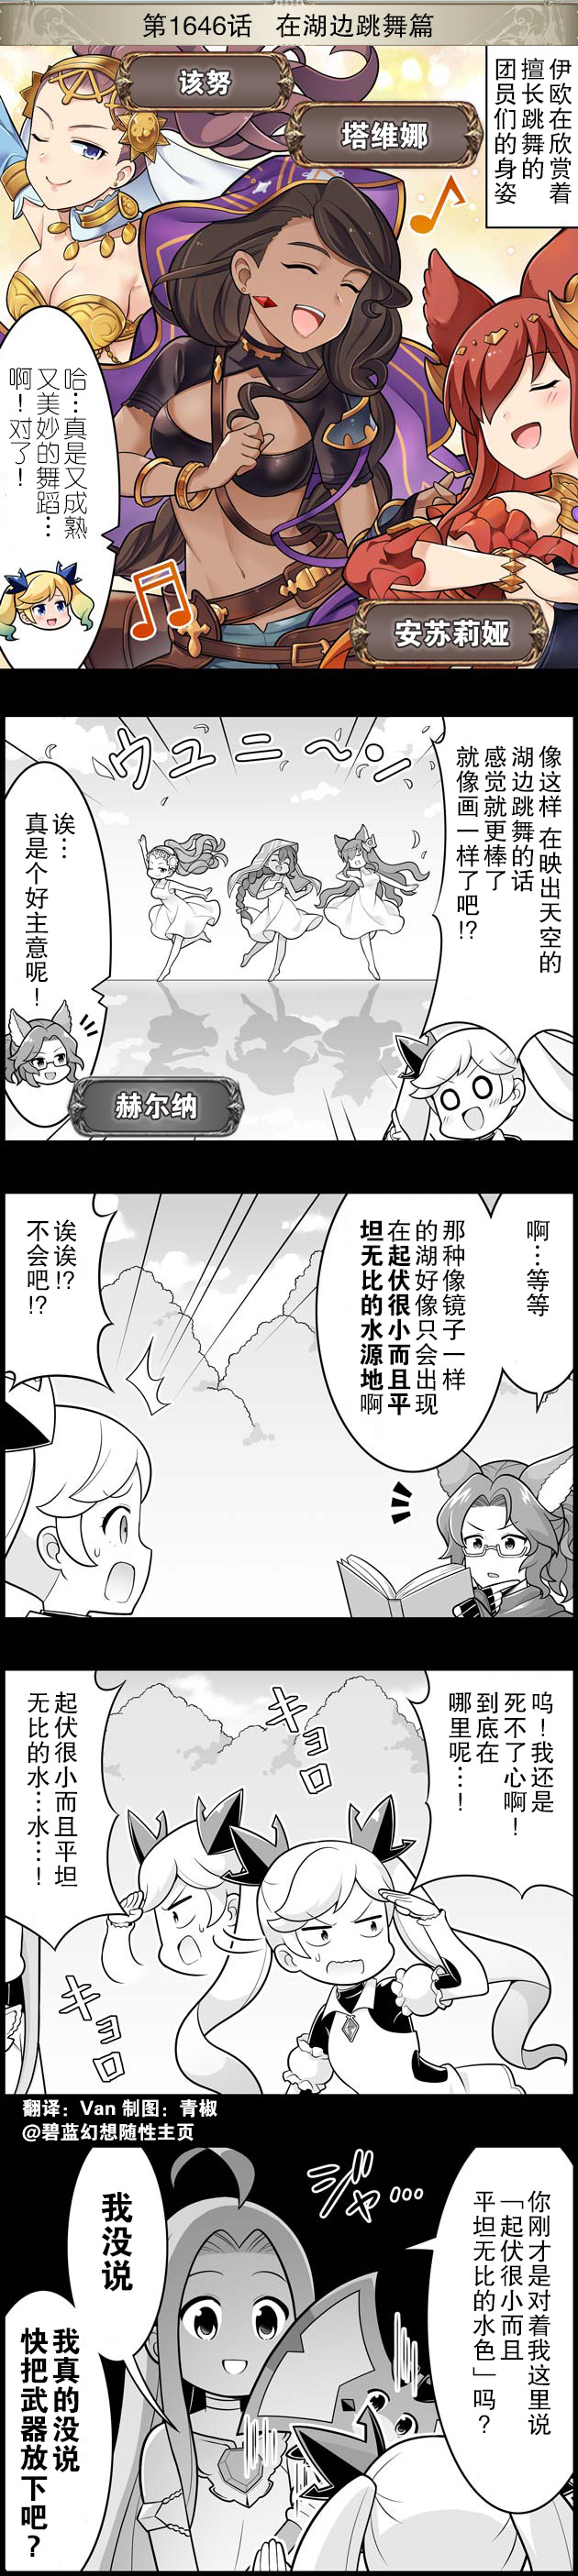 第1646话　在湖边跳舞篇
伊欧在欣赏着
擅长跳舞的
团员们的身姿
该努
塔维娜
哈…真是又成熟
又美妙的舞蹈…
啊！对了！
安苏莉娅
像这样 在映出天空的
湖边跳舞的话
感觉就更棒了
就像画一样了吧!?
ウユニ～ン
诶…
真是个好主意呢！
赫尔纳
啊…等等
那种像镜子一样
的湖好像只会出现
在起伏很小而且平
坦无比的水源地啊
诶诶!?
不会吧!?
呜！我还是
死不了心啊！
到底在
哪里呢…！
キョロ
起伏很小而且平坦
无比的水…水…！
キョロ
翻译：Van 制图：青椒
@碧蓝幻想随性主页
你刚才是对着我这里说
「起伏很小而且
平坦无比的水色」吗？
ジャ…
我没说
我真的没说
快把武器放下吧？